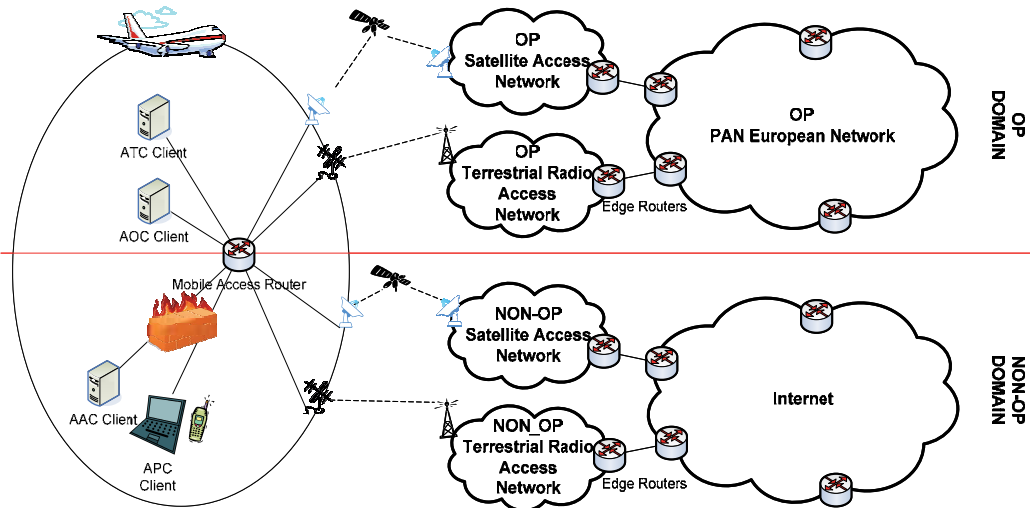 ATC Client
AOC Client
Mobile Access Router
AAC Client
APC
Client
OP
Satellite Access
Network
OP
Terrestrial Radio
Access
Network
Edge Routers
OP
PAN European Network
OP
DOMAIN
NON-OP
Satellite Access
Network
NON_OP
Terrestrial Radio
Access
Network
Edge Routers
Internet
NON-OP
DOMAIN